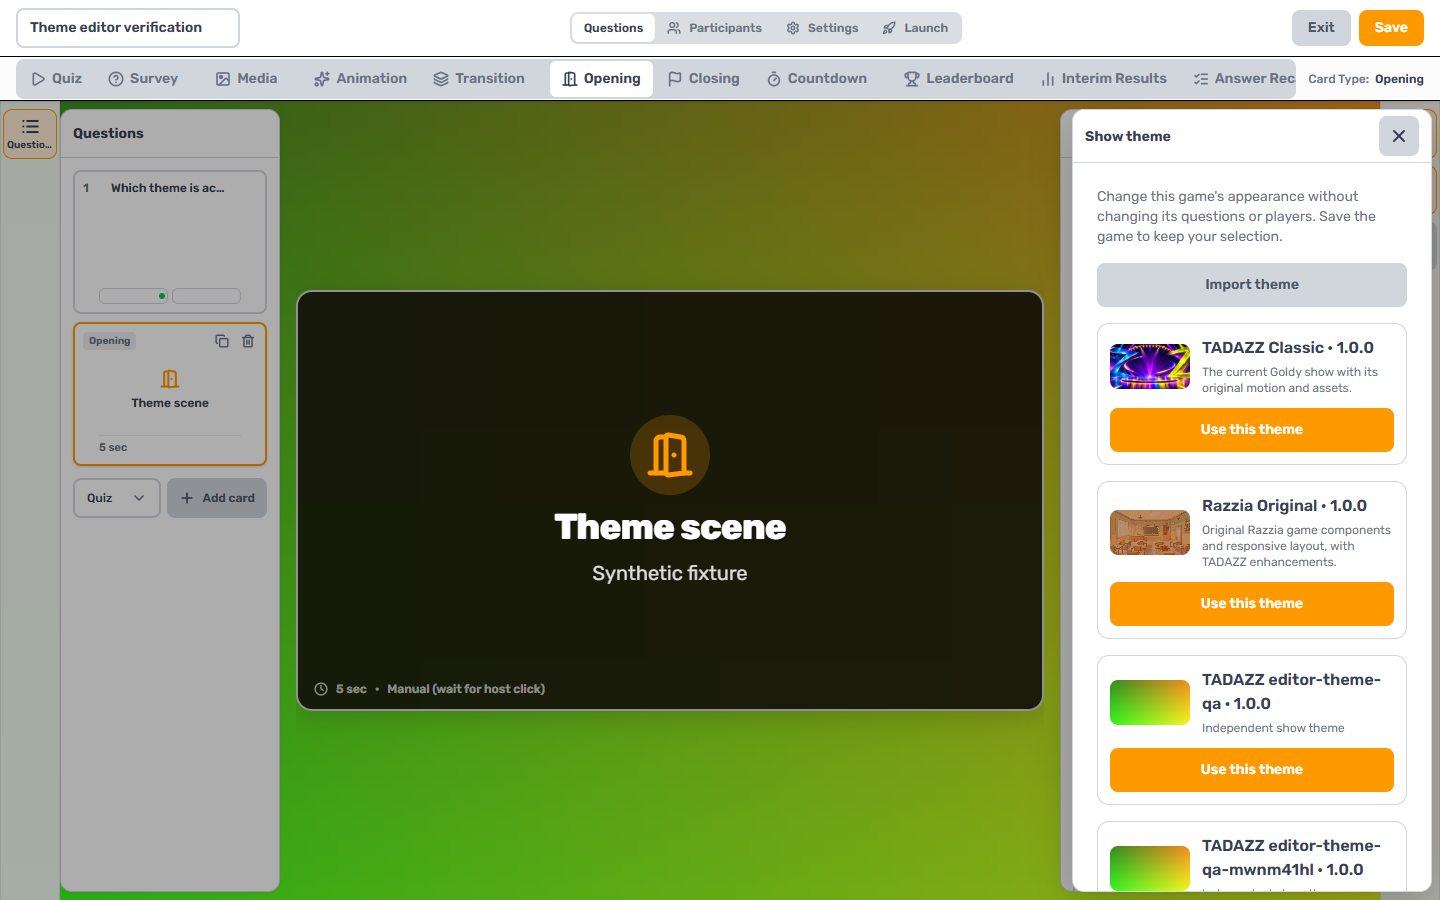 Theme editor verification
Questions
Participants
Settings
Launch
Exit
Save
Quiz
Survey
Media
Animation
Transition
Opening
Closing
Countdown
Leaderboard
Interim Results
Answer Rec
Card Type: Opening
Questio...
Questions
1 Which theme is ac...
Opening
Theme scene
5 sec
Quiz
Add card
Theme scene
Synthetic fixture
5 sec • Manual (wait for host click)
Show theme
Change this game's appearance without
changing its questions or players. Save the
game to keep your selection.
Import theme
TADAZZ Classic • 1.0.0
The current Goldy show with its
original motion and assets.
Use this theme
Razzia Original • 1.0.0
Original Razzia game components
and responsive layout, with
TADAZZ enhancements.
Use this theme
TADAZZ editor-theme-
qa • 1.0.0
Independent show theme
Use this theme
TADAZZ editor-theme-
qa-mwnm41hl • 1.0.0